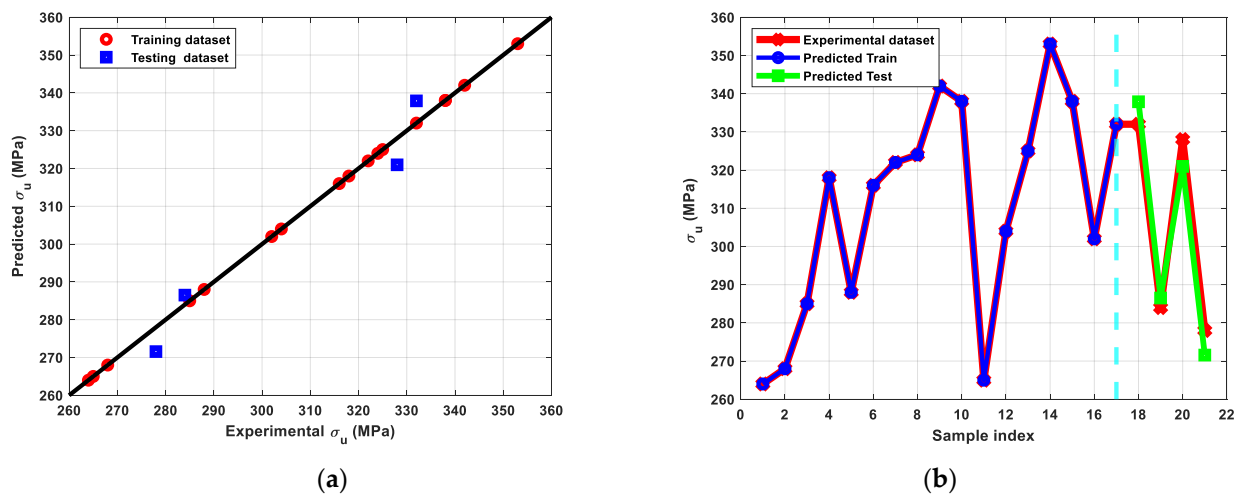 360
350
340
330
320
310
300
290
280
270
260
Predicted σu (MPa)
Training dataset
Testing dataset
260 270 280 290 300 310 320 330 340 350 360
Experimental σu (MPa)
(a)
360
350
340
330
320
310
300
290
280
270
260
σu (MPa)
Experimental dataset
Predicted Train
Predicted Test
0 2 4 6 8 10 12 14 16 18 20 22
Sample index
(b)